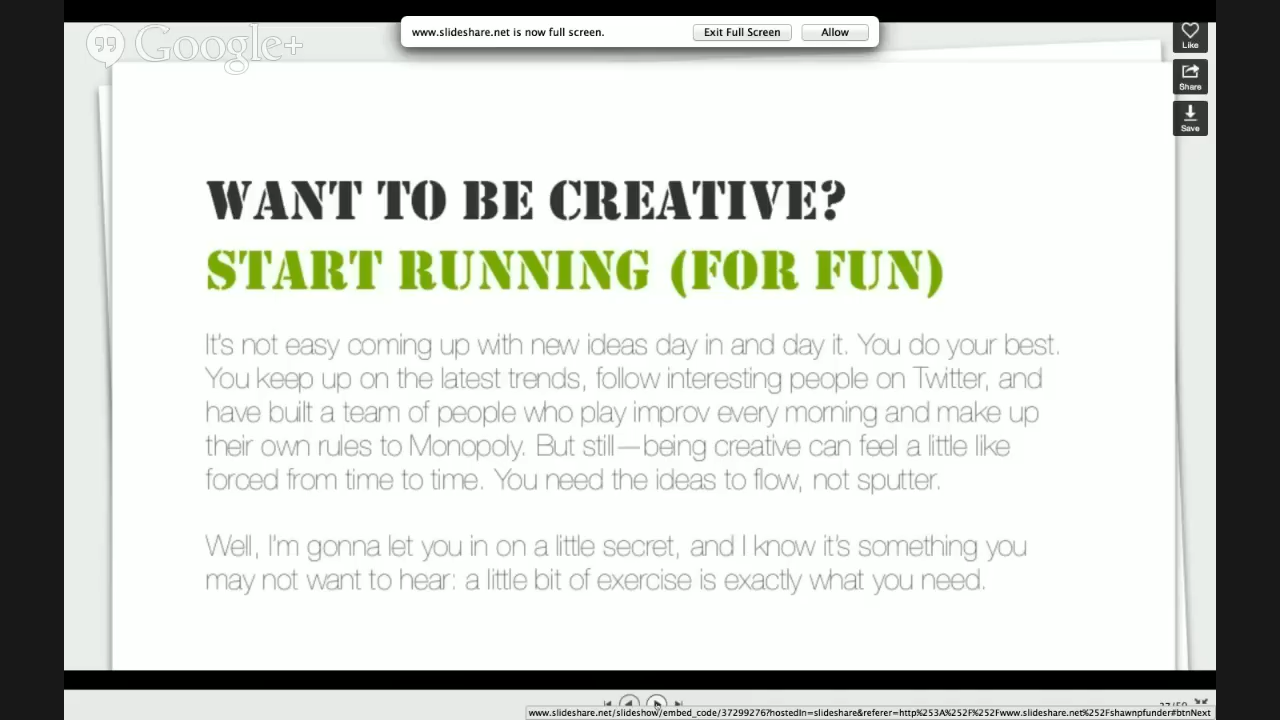 Google+
www.slideshare.net is now full screen.
Exit Full Screen
Allow
Like
Share
Save
WANT TO BE CREATIVE?
START RUNNING (FOR FUN)
It's not easy coming up with new ideas day in and day it. You do your best.
You keep up on the latest trends, follow interesting people on Twitter, and
have built a team of people who play improv every morning and make up
their own rules to Monopoly. But still—being creative can feel a little like
forced from time to time. You need the ideas to flow, not sputter.
Well, I'm gonna let you in on a little secret, and I know it's something you
may not want to hear: a little bit of exercise is exactly what you need.
www.slideshare.net/slideshow/embed_code/37299276?hostedIn=slideshare&referer=http%253A%252F%252Fwww.slideshare.net%252Fshawnpfunder#btnNext